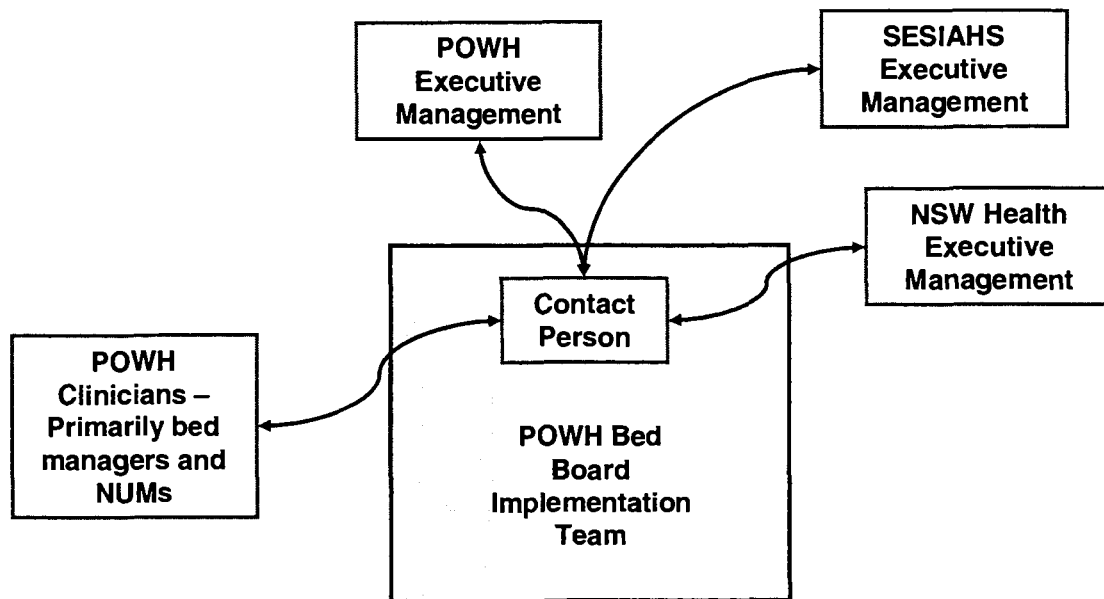 POWH
Executive
Management
SESIAHS
Executive
Management
NSW Health
Executive
Management
Contact
Person
POWH
Clinicians –
Primarily bed
managers and
NUMs
POWH Bed
Board
Implementation
Team